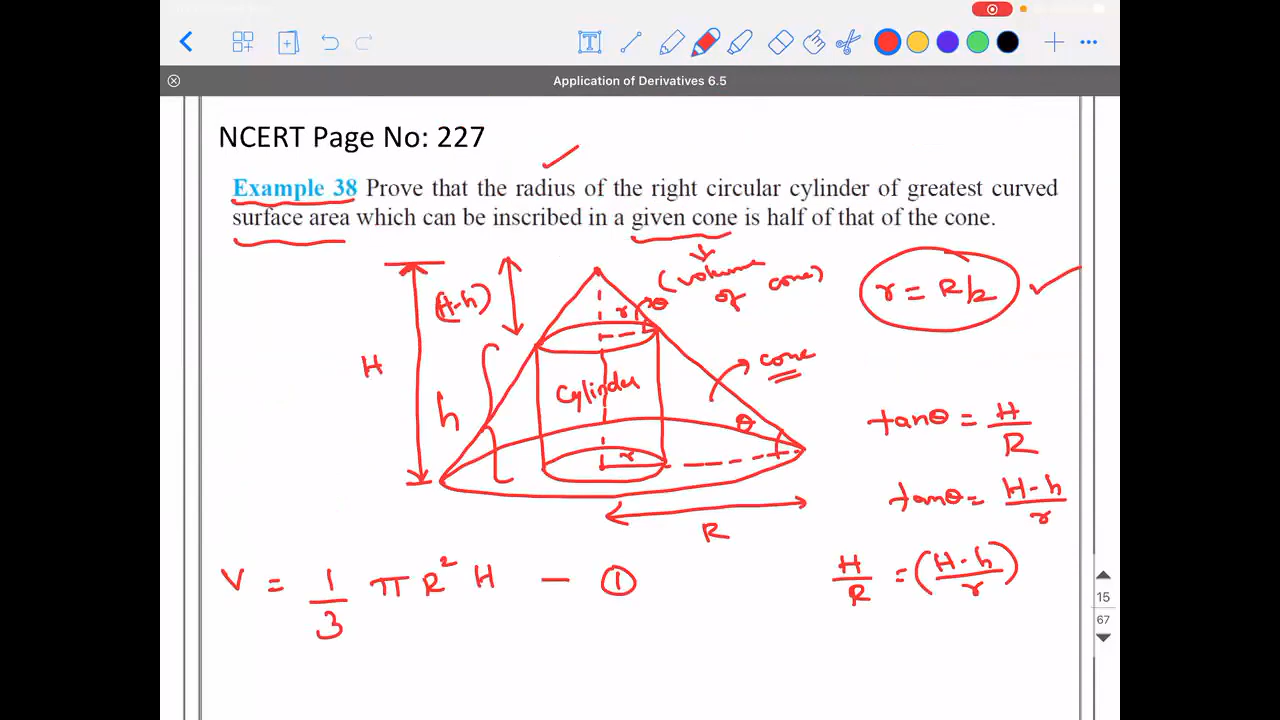 Application of Derivatives 6.5
NCERT Page No: 227
Example 38 Prove that the radius of the right circular cylinder of greatest curved
surface area which can be inscribed in a given cone is half of that of the cone.
(volume
of cone)
r = R/2
(H-h)
r
θ
H
cone
Cylinder
h
θ
tanθ = H/R
r
tanθ = H-h/r
R
V = 1/3 π R² H — ①
H/R = (H-h/r)
15
67